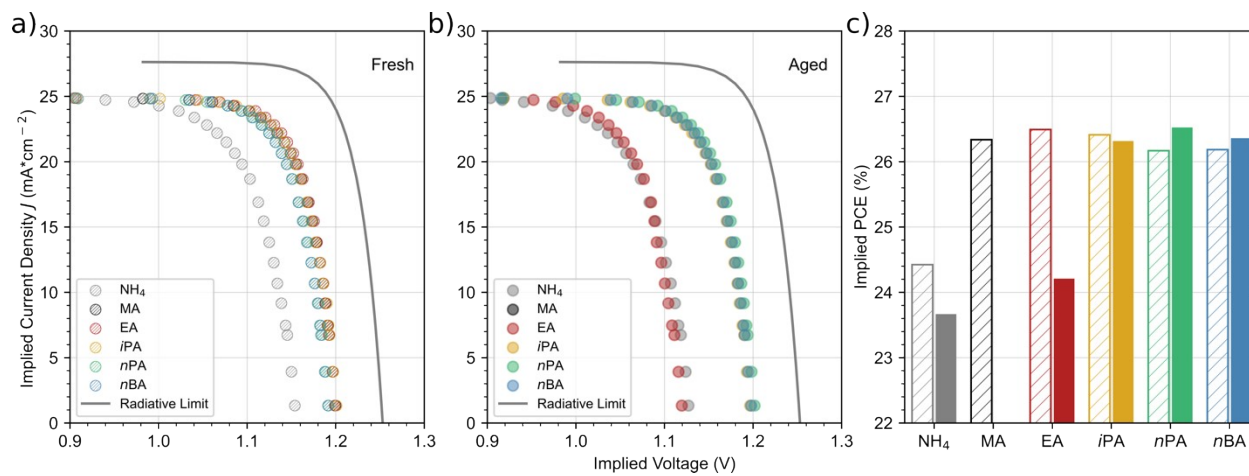 a)
30
25
20
15
10
5
0
Implied Current Density J (mA*cm⁻²)
Fresh
NH₄
MA
EA
iPA
nPA
nBA
Radiative Limit
0.9 1.0 1.1 1.2 1.3
b)
30
25
20
15
10
5
0
Aged
NH₄
MA
EA
iPA
nPA
nBA
Radiative Limit
0.9 1.0 1.1 1.2 1.3
Implied Voltage (V)
c)
28
27
26
25
24
23
22
Implied PCE (%)
NH₄ MA EA iPA nPA nBA